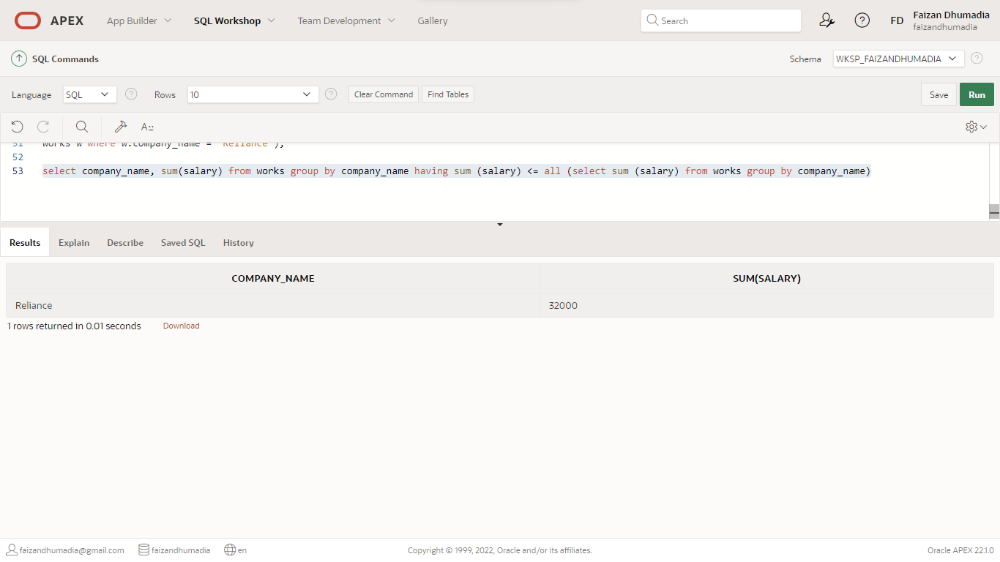 APEX App Builder SQL Workshop Team Development Gallery Search FD Faizan Dhumadia
faizandhumadia
SQL Commands Schema WKSP_FAIZANDHUMADIA ?
Language SQL ? Rows 10 ? Clear Command Find Tables Save Run
A
51 works w where w.company_name = 'Reliance');
52
53 select company_name, sum(salary) from works group by company_name having sum (salary) <= all (select sum (salary) from works group by company_name)
Results Explain Describe Saved SQL History
COMPANY_NAME SUM(SALARY)
Reliance 32000
1 rows returned in 0.01 seconds Download
faizandhumadia@gmail.com faizandhumadia en Copyright © 1999, 2022, Oracle and/or its affiliates. Oracle APEX 22.1.0